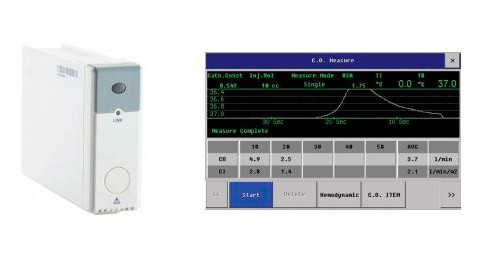 LINK
C.O. Measure
×
Cath.Const Inj.Vol Measure Mode BSA TI TB
0.542 10 cc Single 1.75 °C 0.0 °C 37.0
36.4
36.6
36.8
37.0
30 Sec 20 Sec 10 Sec
Measure Complete
1# 2# 3# 4# 5# AVG
CO 4.9 2.5 3.7 l/min
CI 2.8 1.4 2.1 l/min/m2
<< Start Delete Hemodynamic C.O. ITEM >>